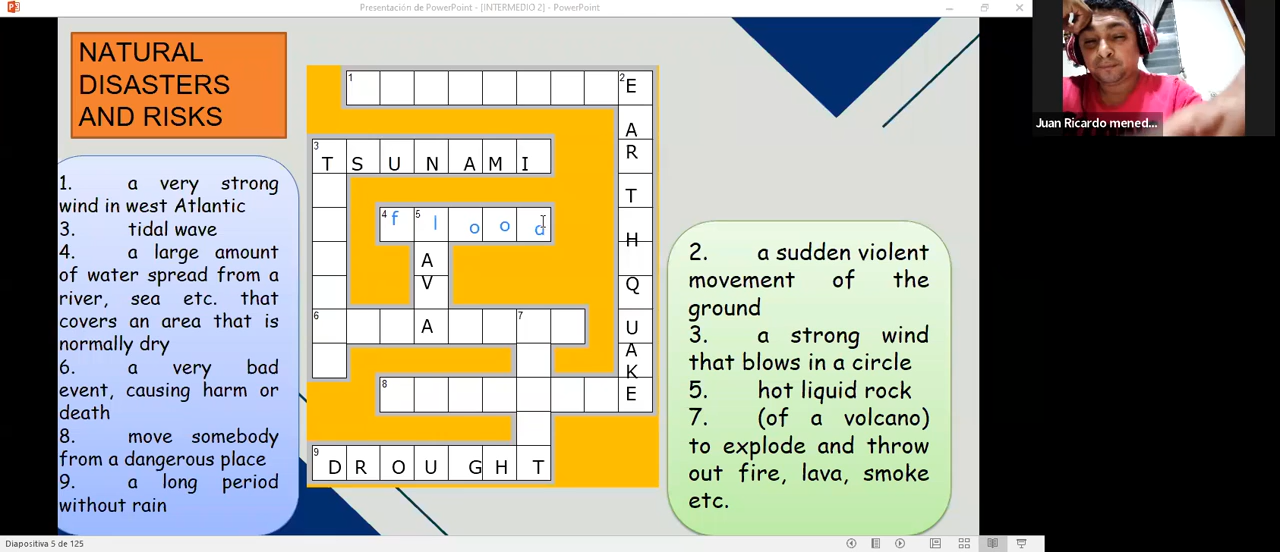 Presentación de PowerPoint - [INTERMEDIO 2] - PowerPoint
NATURAL
DISASTERS
AND RISKS
1. a very strong
wind in west Atlantic
3. tidal wave
4. a large amount
of water spread from a
river, sea etc. that
covers an area that is
normally dry
6. a very bad
event, causing harm or
death
8. move somebody
from a dangerous place
9. a long period
without rain
1 2 E
A
3 T S U N A M I R
T
4 f 5 l o o d H
A
V Q
6 A 7 U
A
K
8 E
9 D R O U G H T
2. a sudden violent
movement of the
ground
3. a strong wind
that blows in a circle
5. hot liquid rock
7. (of a volcano)
to explode and throw
out fire, lava, smoke
etc.
Juan Ricardo mened...
Diapositiva 5 de 125